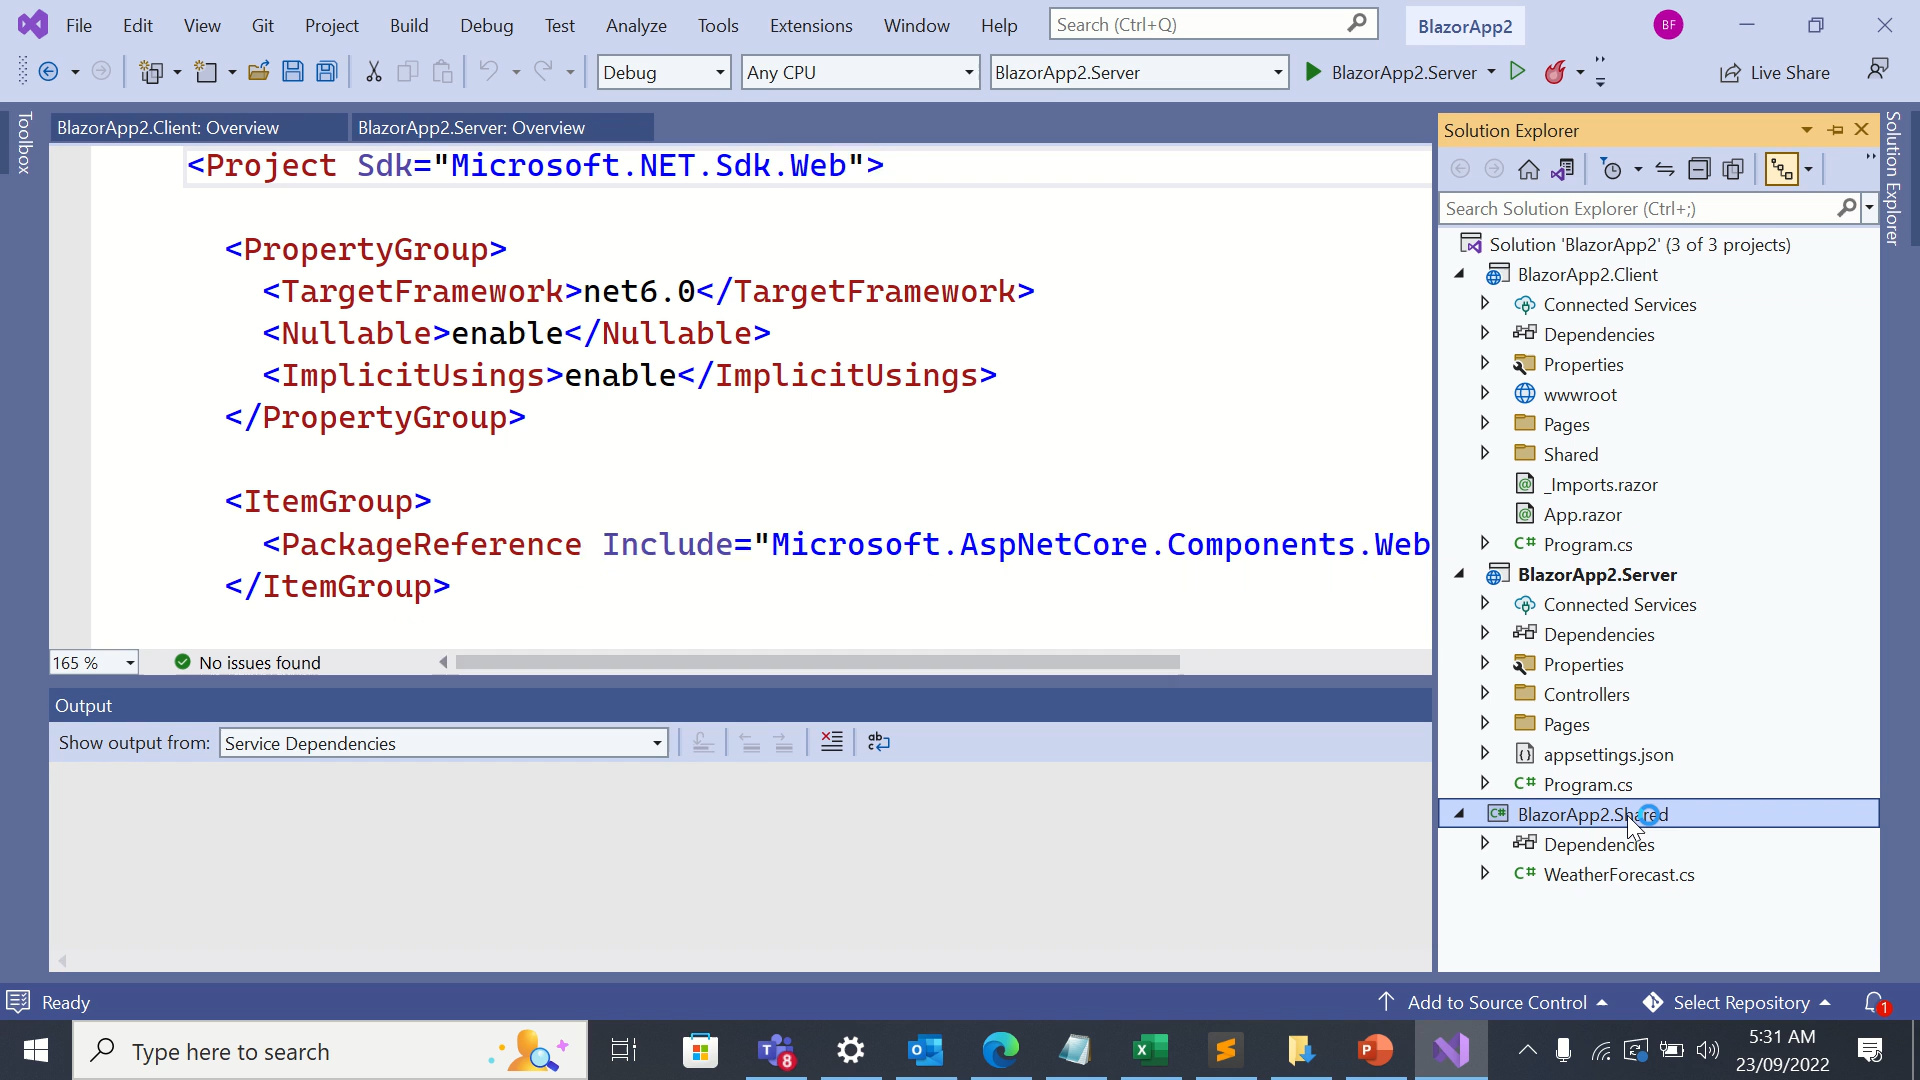 File Edit View Git Project Build Debug Test Analyze Tools Extensions Window Help Search (Ctrl+Q) BlazorApp2 BF
Debug Any CPU BlazorApp2.Server BlazorApp2.Server Live Share
Toolbox
BlazorApp2.Client: Overview BlazorApp2.Server: Overview
<Project Sdk="Microsoft.NET.Sdk.Web">
<PropertyGroup>
<TargetFramework>net6.0</TargetFramework>
<Nullable>enable</Nullable>
<ImplicitUsings>enable</ImplicitUsings>
</PropertyGroup>
<ItemGroup>
<PackageReference Include="Microsoft.AspNetCore.Components.Web
</ItemGroup>
165 % No issues found
Output
Show output from: Service Dependencies
Solution Explorer
Search Solution Explorer (Ctrl+;)
Solution 'BlazorApp2' (3 of 3 projects)
BlazorApp2.Client
Connected Services
Dependencies
Properties
wwwroot
Pages
Shared
_Imports.razor
App.razor
C# Program.cs
BlazorApp2.Server
Connected Services
Dependencies
Properties
Controllers
Pages
appsettings.json
C# Program.cs
C# BlazorApp2.Shared
Dependencies
C# WeatherForecast.cs
Solution Explorer
Ready Add to Source Control Select Repository 1
Type here to search 8 5:31 AM
23/09/2022